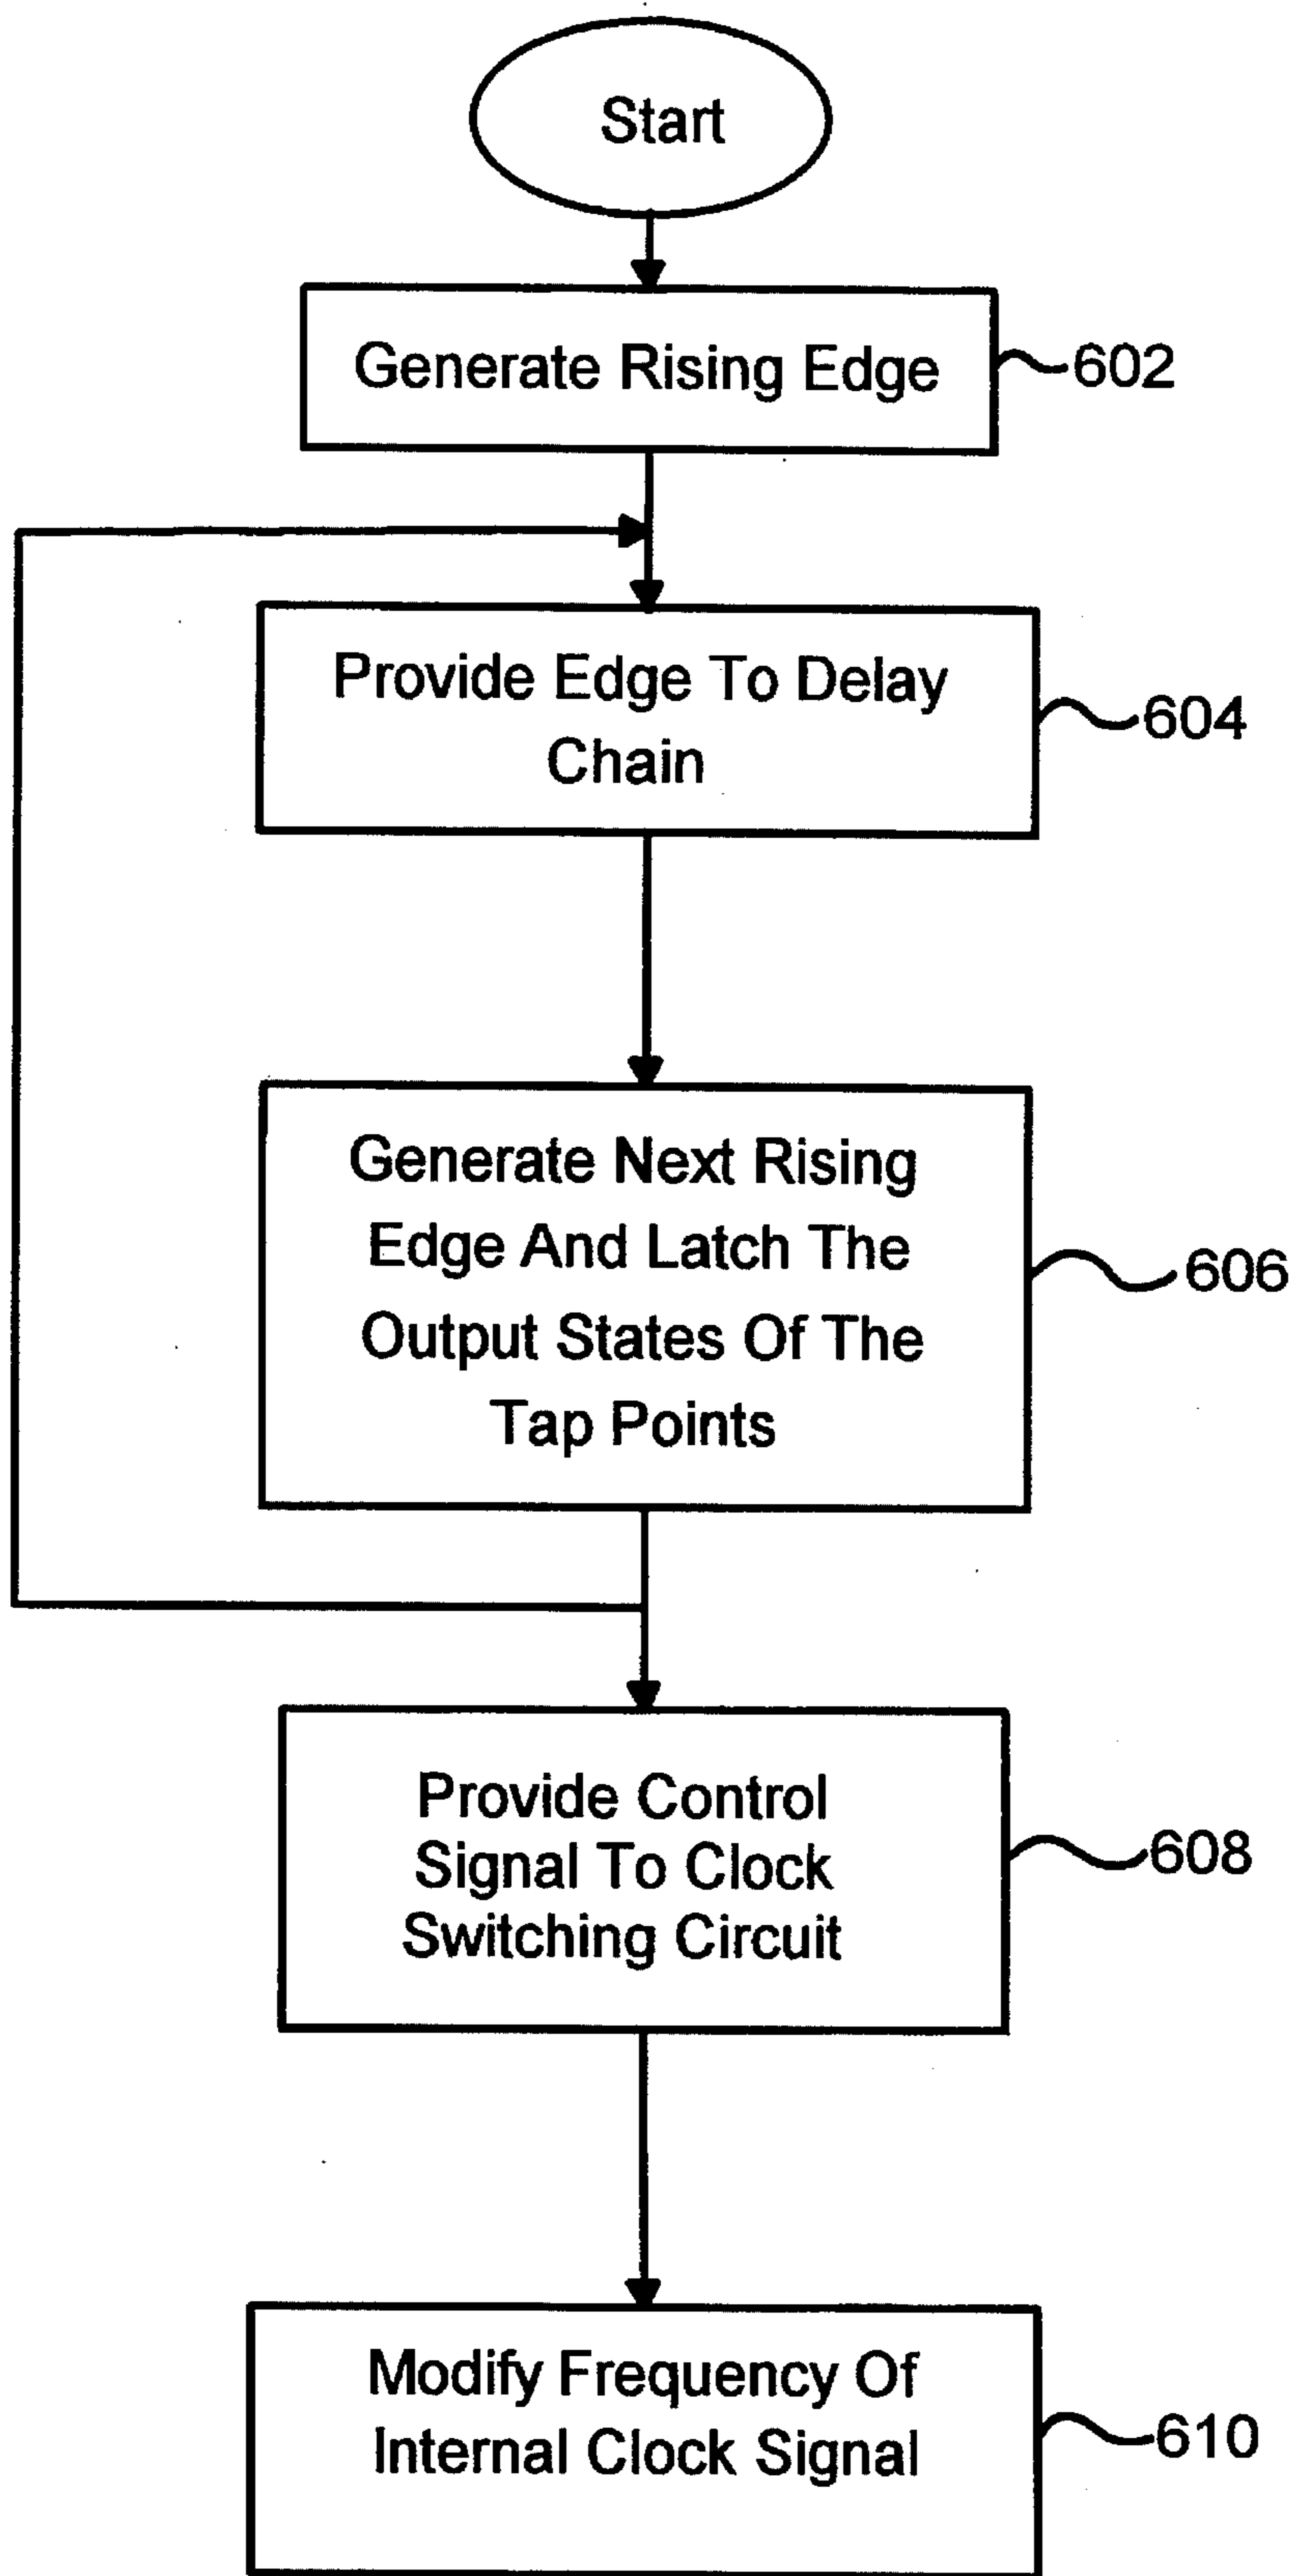 Start
Generate Rising Edge
602
Provide Edge To Delay
Chain
604
Generate Next Rising
Edge And Latch The
Output States Of The
Tap Points
606
Provide Control
Signal To Clock
Switching Circuit
608
Modify Frequency Of
Internal Clock Signal
610